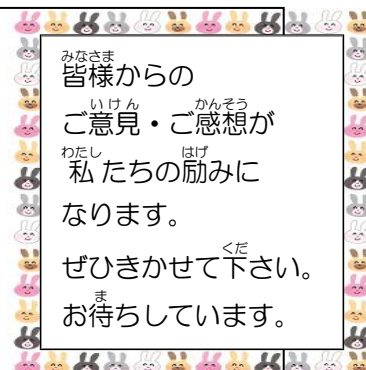 皆様からの
ご意見・ご感想が
私たちの励みに
なります。
ぜひきかせて下さい。
お待ちしています。